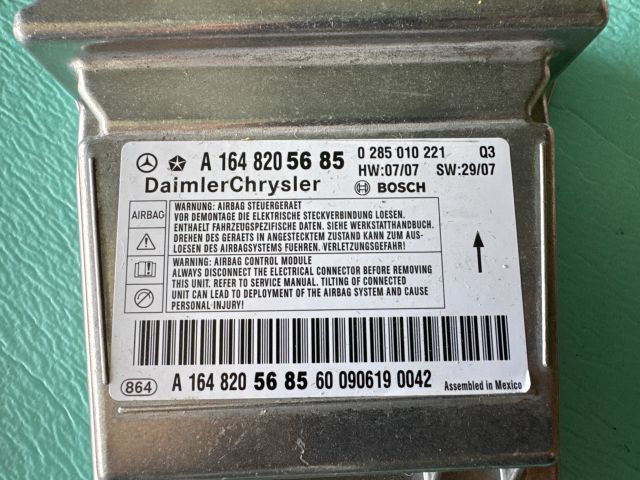 A 164 820 56 85 0 285 010 221 Q3
HW:07/07 SW:29/07
DaimlerChrysler BOSCH
AIRBAG
WARNUNG: AIRBAG STEUERGERAET
VOR DEMONTAGE DIE ELEKTRISCHE STECKVERBINDUNG LOESEN.
ENTHAELT FAHRZEUGSPEZIFISCHE DATEN. SIEHE WERKSTATTHANDBUCH.
DREHEN DES GERAETS IN ANGESTECKTEM ZUSTAND KANN ZUM AUS-
LOESEN DES AIRBAGSYSTEMS FUEHREN. VERLETZUNGSGEFAHR!
WARNING: AIRBAG CONTROL MODULE
ALWAYS DISCONNECT THE ELECTRICAL CONNECTOR BEFORE REMOVING
THIS UNIT. REFER TO SERVICE MANUAL. TILTING OF CONNECTED
UNIT CAN LEAD TO DEPLOYMENT OF THE AIRBAG SYSTEM AND CAUSE
PERSONAL INJURY!
864 A 164 820 56 85 60 090619 0042 Assembled in Mexico